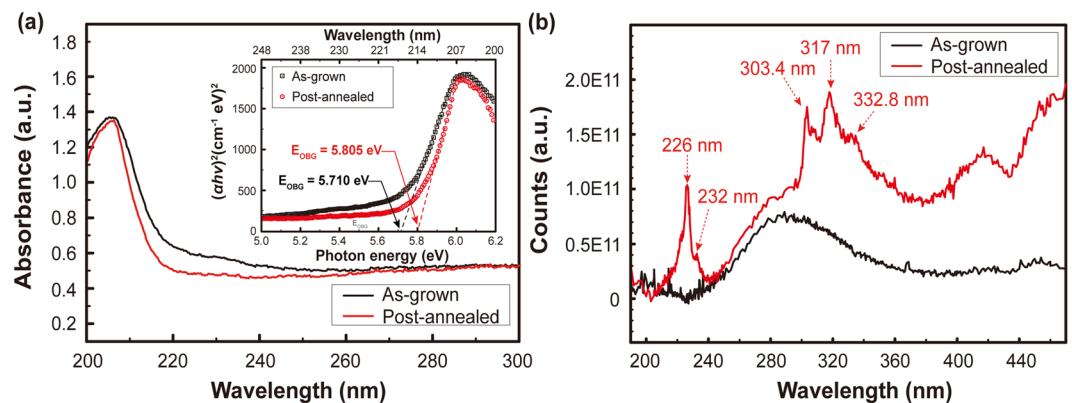 (a)
Absorbance (a.u.)
1.8
1.6
1.4
1.2
1.0
0.8
0.6
0.4
0.2
200 220 240 260 280 300
Wavelength (nm)
As-grown
Post-annealed
Wavelength (nm)
248 238 230 221 214 207 200
(αhν)²(cm⁻¹ eV)²
2000
1500
1000
500
0
As-grown
Post-annealed
E_OBG = 5.805 eV
E_OBG = 5.710 eV
E_OBG
5.0 5.2 5.4 5.6 5.8 6.0 6.2
Photon energy (eV)
(b)
Counts (a.u.)
2.0E11
1.5E11
1.0E11
0.5E11
0
As-grown
Post-annealed
317 nm
303.4 nm
332.8 nm
226 nm
232 nm
200 240 280 320 360 400 440
Wavelength (nm)